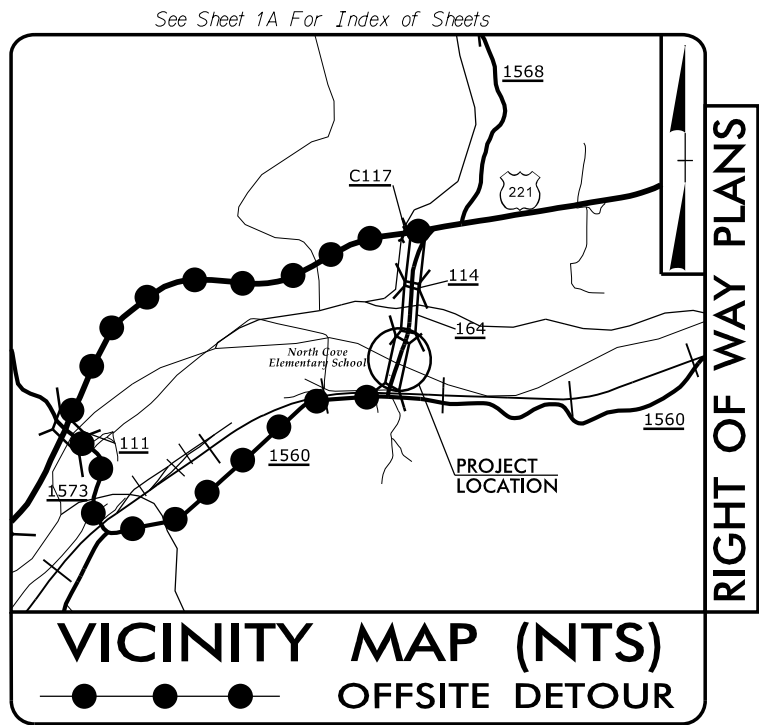 See Sheet 1A For Index of Sheets
1568
C117
221
114
164
North Cove
Elementary School
1560
111
1560
1573
PROJECT
LOCATION
RIGHT OF WAY PLANS
VICINITY MAP (NTS)
OFFSITE DETOUR